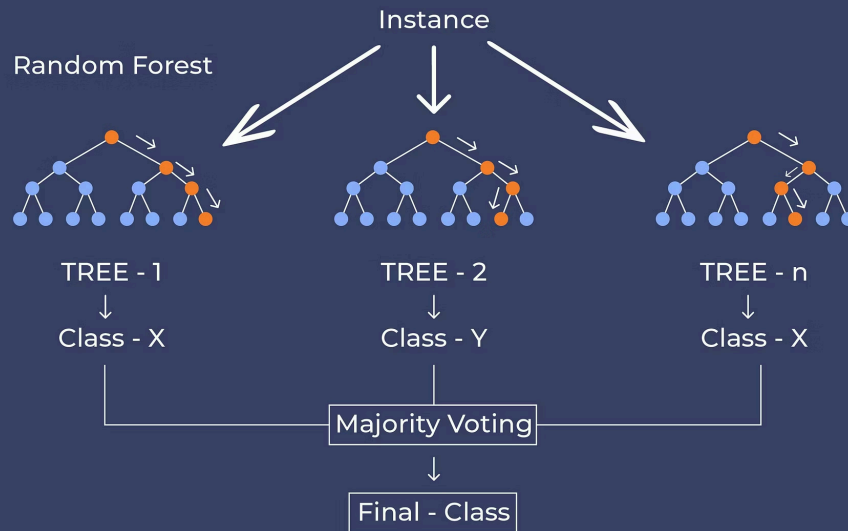 Instance
Random Forest
TREE - 1
TREE - 2
TREE - n
Class - X
Class - Y
Class - X
Majority Voting
Final - Class